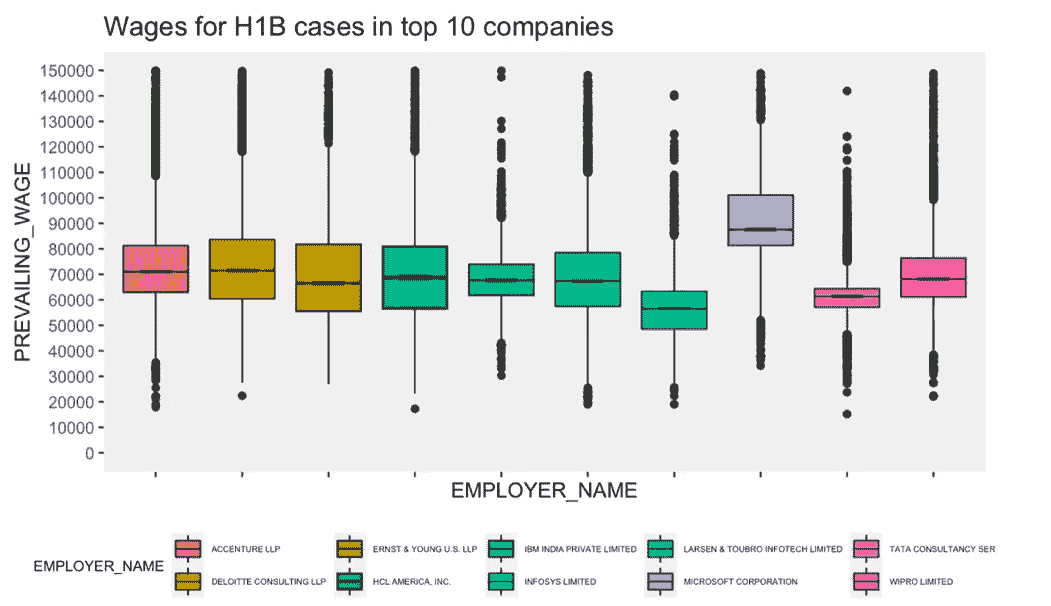 Wages for H1B cases in top 10 companies
PREVAILING_WAGE
150000
140000
130000
120000
110000
100000
90000
80000
70000
60000
50000
40000
30000
20000
10000
0
EMPLOYER_NAME
EMPLOYER_NAME
ACCENTURE LLP
ERNST & YOUNG U.S. LLP
IBM INDIA PRIVATE LIMITED
LARSEN & TOUBRO INFOTECH LIMITED
TATA CONSULTANCY SER
DELOITTE CONSULTING LLP
HCL AMERICA, INC.
INFOSYS LIMITED
MICROSOFT CORPORATION
WIPRO LIMITED